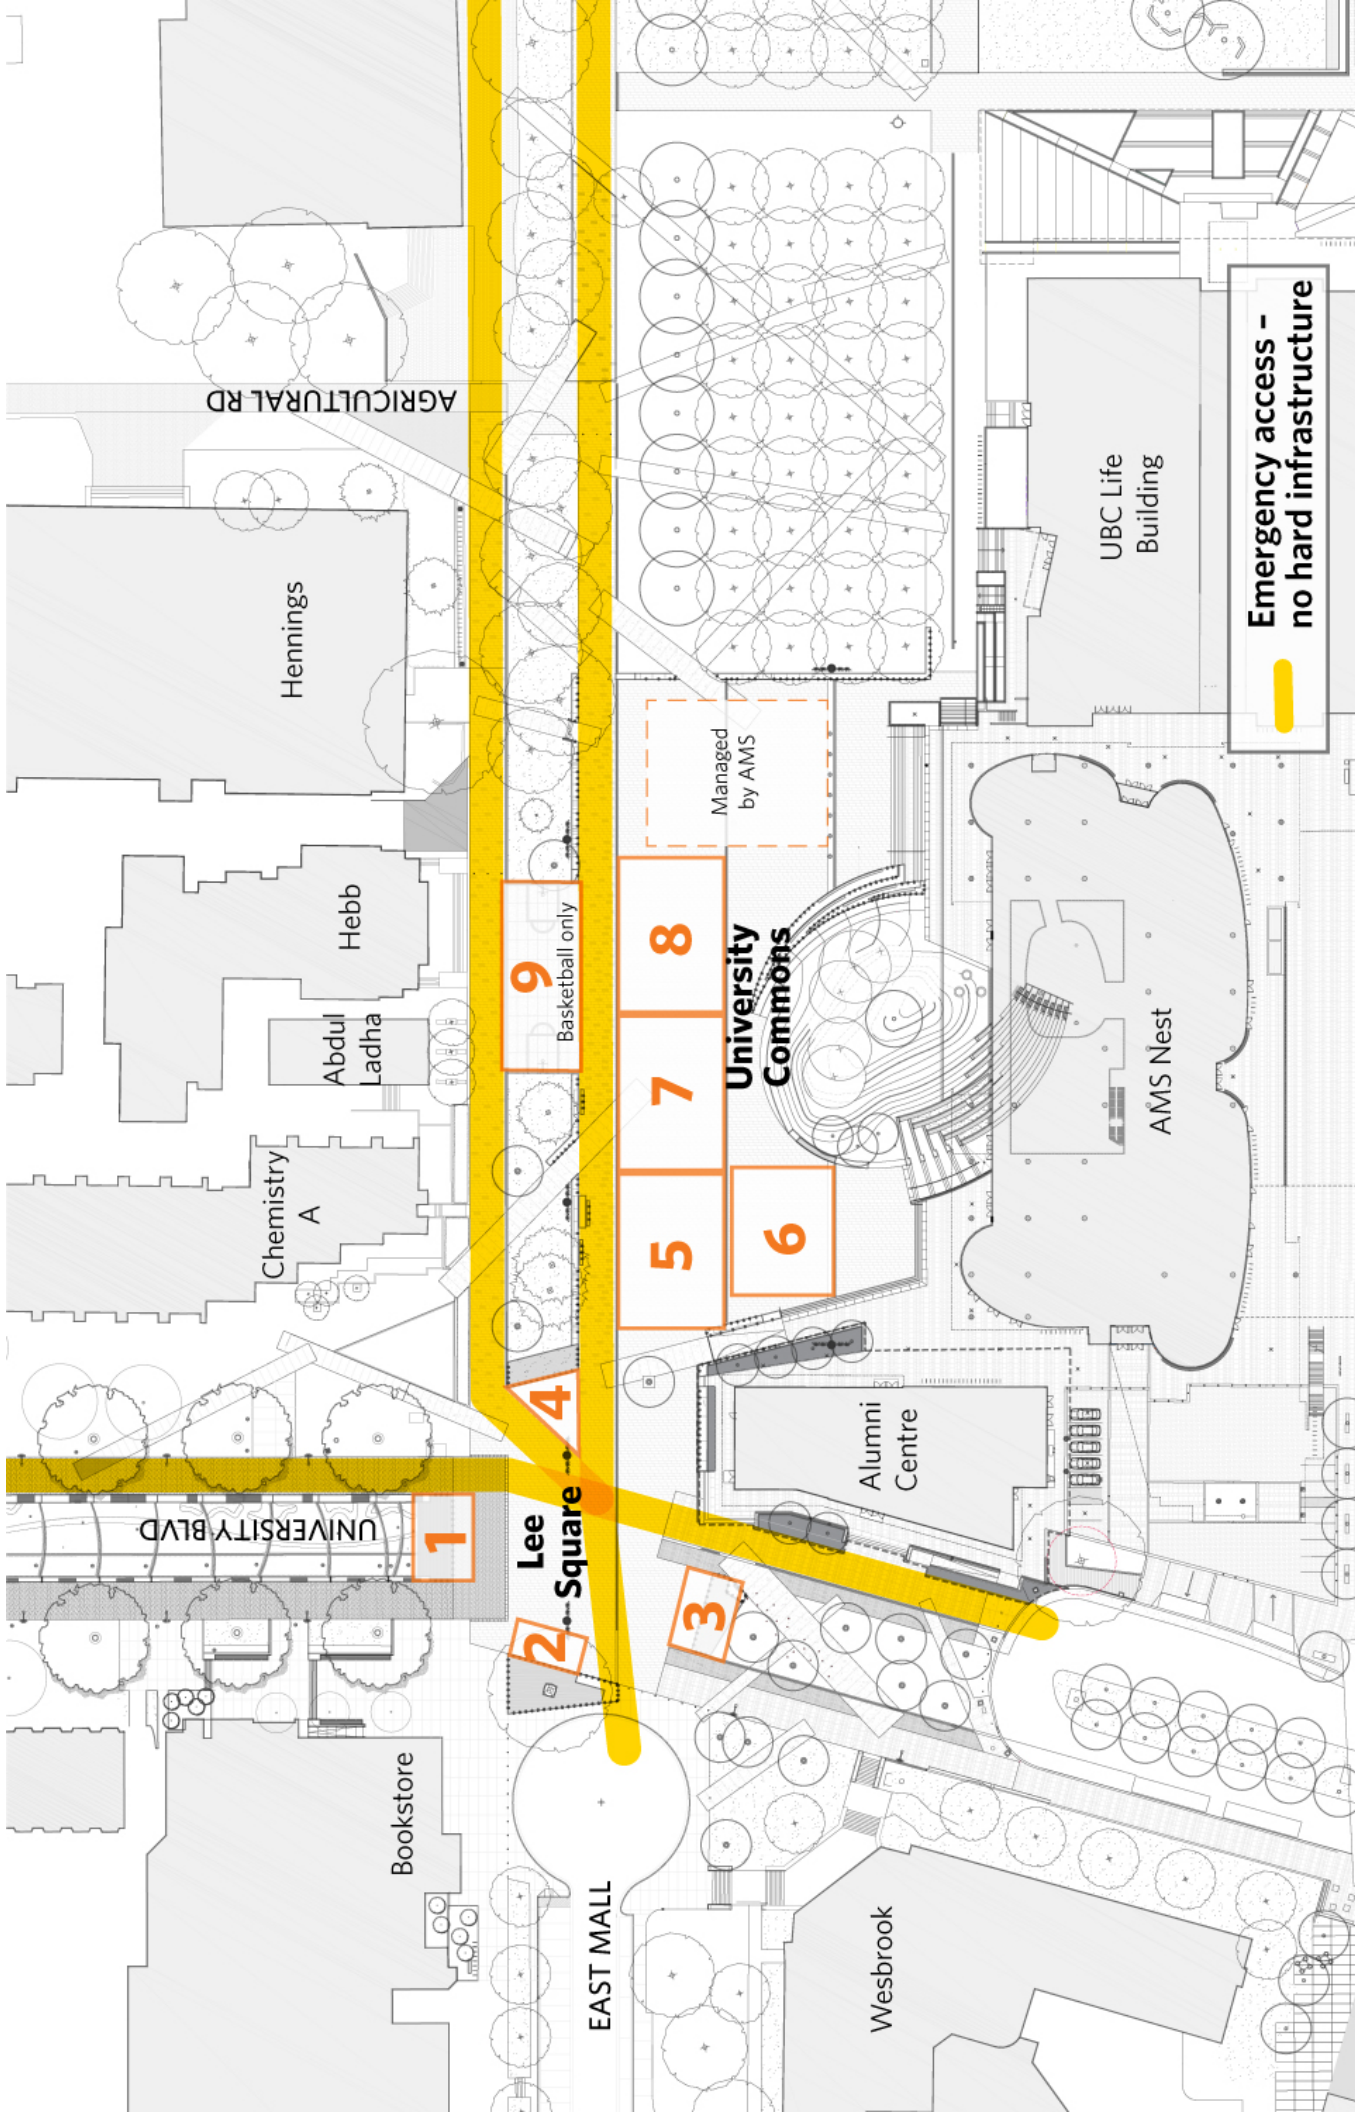 AGRICULTURAL RD
Hennings
UBC Life
Building
Emergency access –
no hard infrastructure
Managed
by AMS
Hebb
9
Basketball only
8
University
Commons
Abdul
Ladha
7
AMS Nest
Chemistry
A
5
6
4
Alumni
Centre
UNIVERSITY BLVD
1
Lee
Square
2
3
Bookstore
EAST MALL
Wesbrook